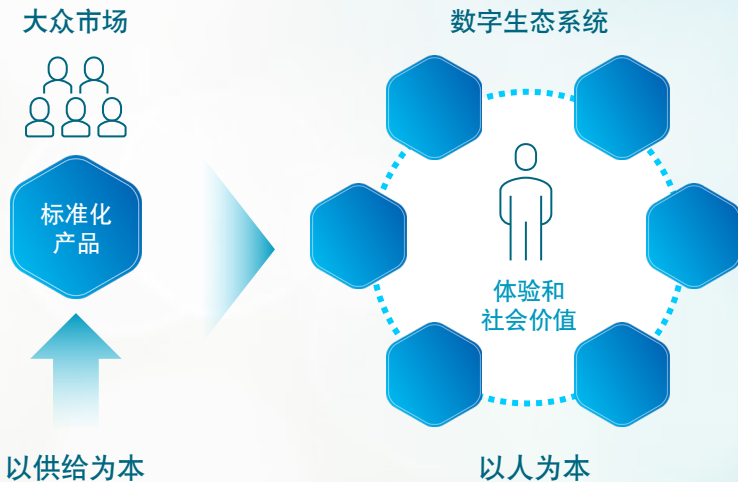 大众市场
标准化
产品
以供给为本
数字生态系统
体验和
社会价值
以人为本